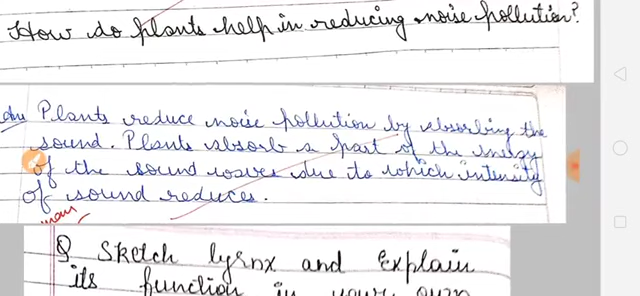 How do plants help in reducing noise pollution?
Ans Plants reduce noise pollution by absorbing the
sound. Plants absorb a part of the energy
of the sound waves due to which intensity
of sound reduces.
Q Sketch lyrnx and explain
its function in your own